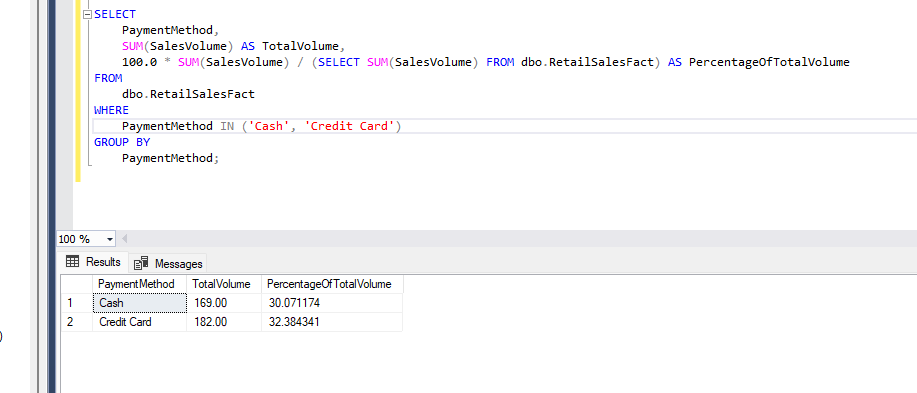 SELECT
PaymentMethod,
SUM(SalesVolume) AS TotalVolume,
100.0 * SUM(SalesVolume) / (SELECT SUM(SalesVolume) FROM dbo.RetailSalesFact) AS PercentageOfTotalVolume
FROM
dbo.RetailSalesFact
WHERE
PaymentMethod IN ('Cash', 'Credit Card')
GROUP BY
PaymentMethod;
)
100 %
Results Messages
PaymentMethod TotalVolume PercentageOfTotalVolume
1 Cash 169.00 30.071174
2 Credit Card 182.00 32.384341